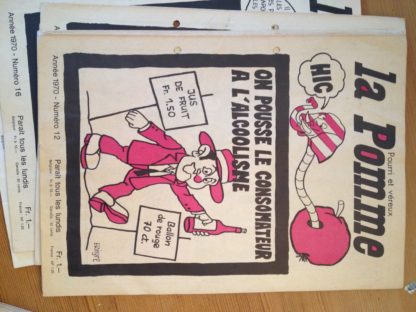 la Pomme
Pourri et véreux
HIC
ON POUSSE LE CONSOMATEUR
A L'ALCOOLISME
JUS
DE FRUIT
Fr. 1.50
Ballon
de rouge
70 ct.
Année 1970 - Numéro 12
Paraît tous les lundis
Fr. 1.—
Année 1970 - Numéro 16
Paraît tous les lundis
Fr. 1.—